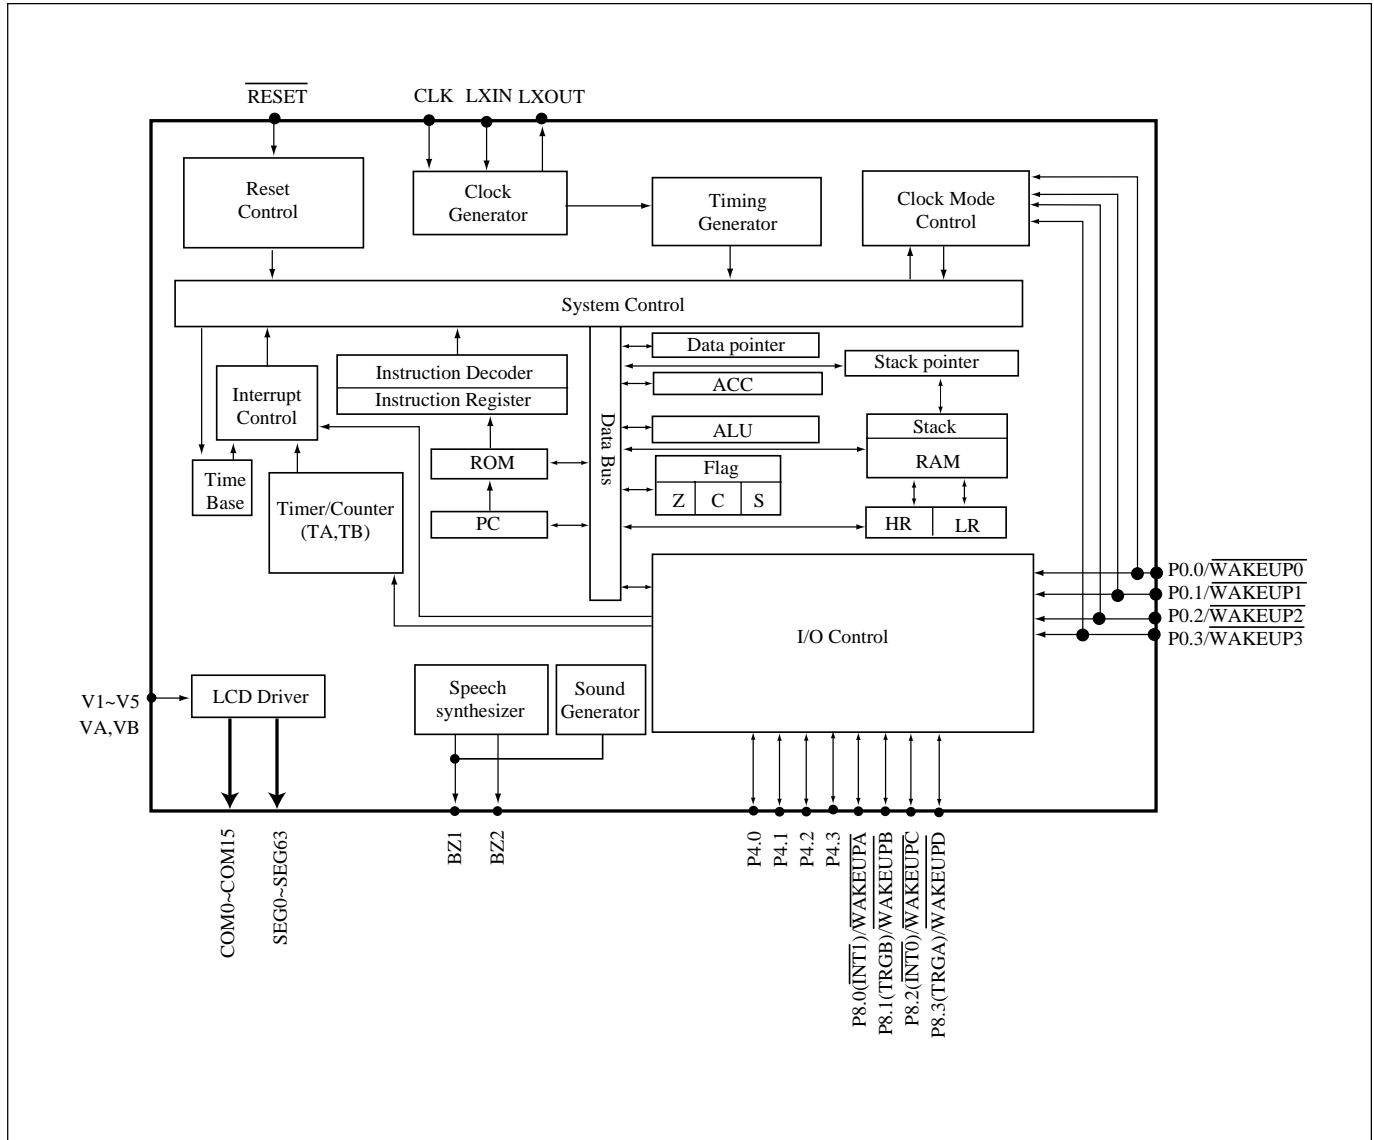 RESET
CLK LXIN LXOUT
Reset
Control
Clock
Generator
Timing
Generator
Clock Mode
Control
System Control
Data pointer
Stack pointer
Instruction Decoder
Instruction Register
ACC
Interrupt
Control
Data Bus
ALU
Stack
RAM
ROM
Flag
Z C S
Time
Base
Timer/Counter
(TA,TB)
PC
HR LR
P0.0/WAKEUP0
P0.1/WAKEUP1
P0.2/WAKEUP2
P0.3/WAKEUP3
I/O Control
V1~V5
VA,VB
LCD Driver
Speech
synthesizer
Sound
Generator
COM0~COM15
SEG0~SEG63
BZ1
BZ2
P4.0
P4.1
P4.2
P4.3
P8.0(INT1)/WAKEUPA
P8.1(TRGB)/WAKEUPB
P8.2(INT0)/WAKEUPC
P8.3(TRGA)/WAKEUPD